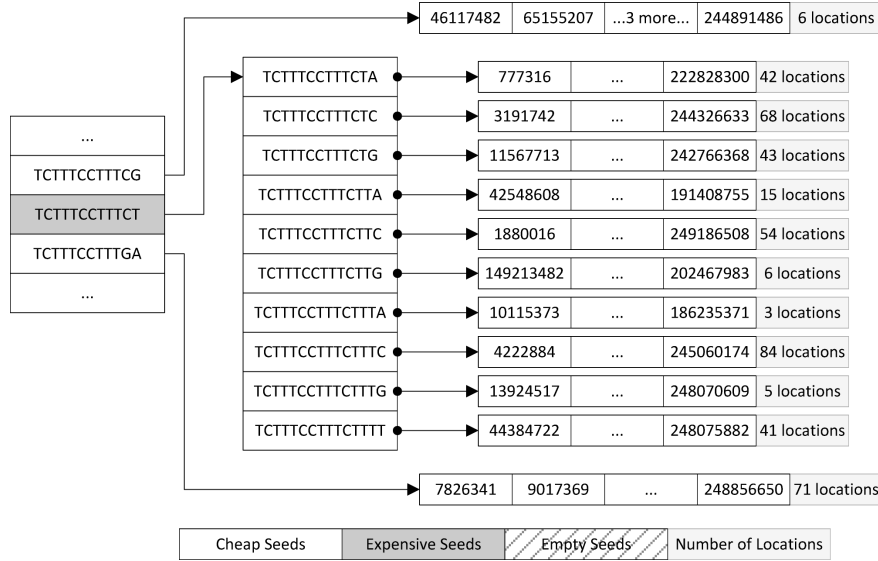 46117482 65155207 ...3 more... 244891486 6 locations
TCTTTCCTTTCTA 777316 ... 222828300 42 locations
TCTTTCCTTTCTC 3191742 ... 244326633 68 locations
...
TCTTTCCTTTCTG 11567713 ... 242766368 43 locations
TCTTTCCTTTCG
TCTTTCCTTTCTTA 42548608 ... 191408755 15 locations
TCTTTCCTTTCT
TCTTTCCTTTCTTC 1880016 ... 249186508 54 locations
TCTTTCCTTTGA
TCTTTCCTTTCTTG 149213482 ... 202467983 6 locations
...
TCTTTCCTTTCTTTA 10115373 ... 186235371 3 locations
TCTTTCCTTTCTTTC 4222884 ... 245060174 84 locations
TCTTTCCTTTCTTTG 13924517 ... 248070609 5 locations
TCTTTCCTTTCTTTT 44384722 ... 248075882 41 locations
7826341 9017369 ... 248856650 71 locations
Cheap Seeds Expensive Seeds Empty Seeds Number of Locations